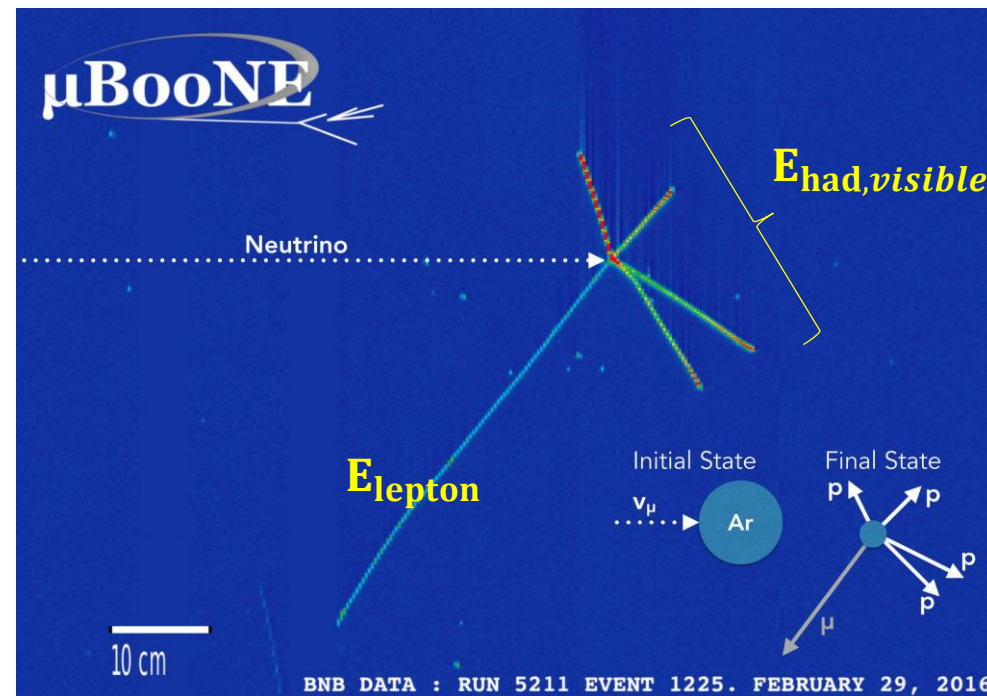 µBooNE
E_had,visible
Neutrino
E_lepton
Initial State
Final State
ν_µ
Ar
p
p
p
p
µ
10 cm
BNB DATA : RUN 5211 EVENT 1225. FEBRUARY 29, 2016